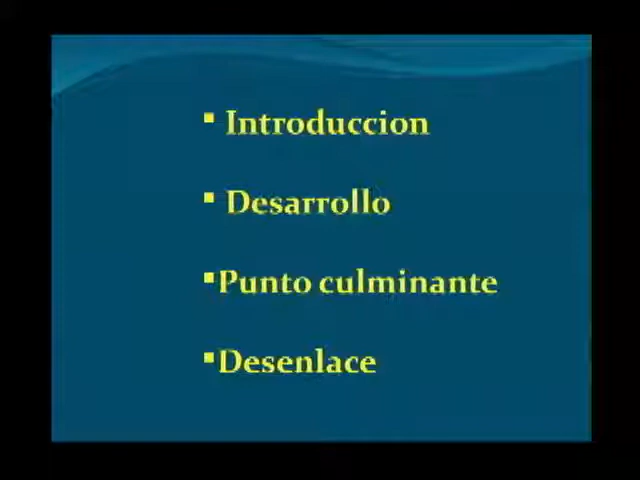 ▪ Introduccion
▪ Desarrollo
▪Punto culminante
▪Desenlace